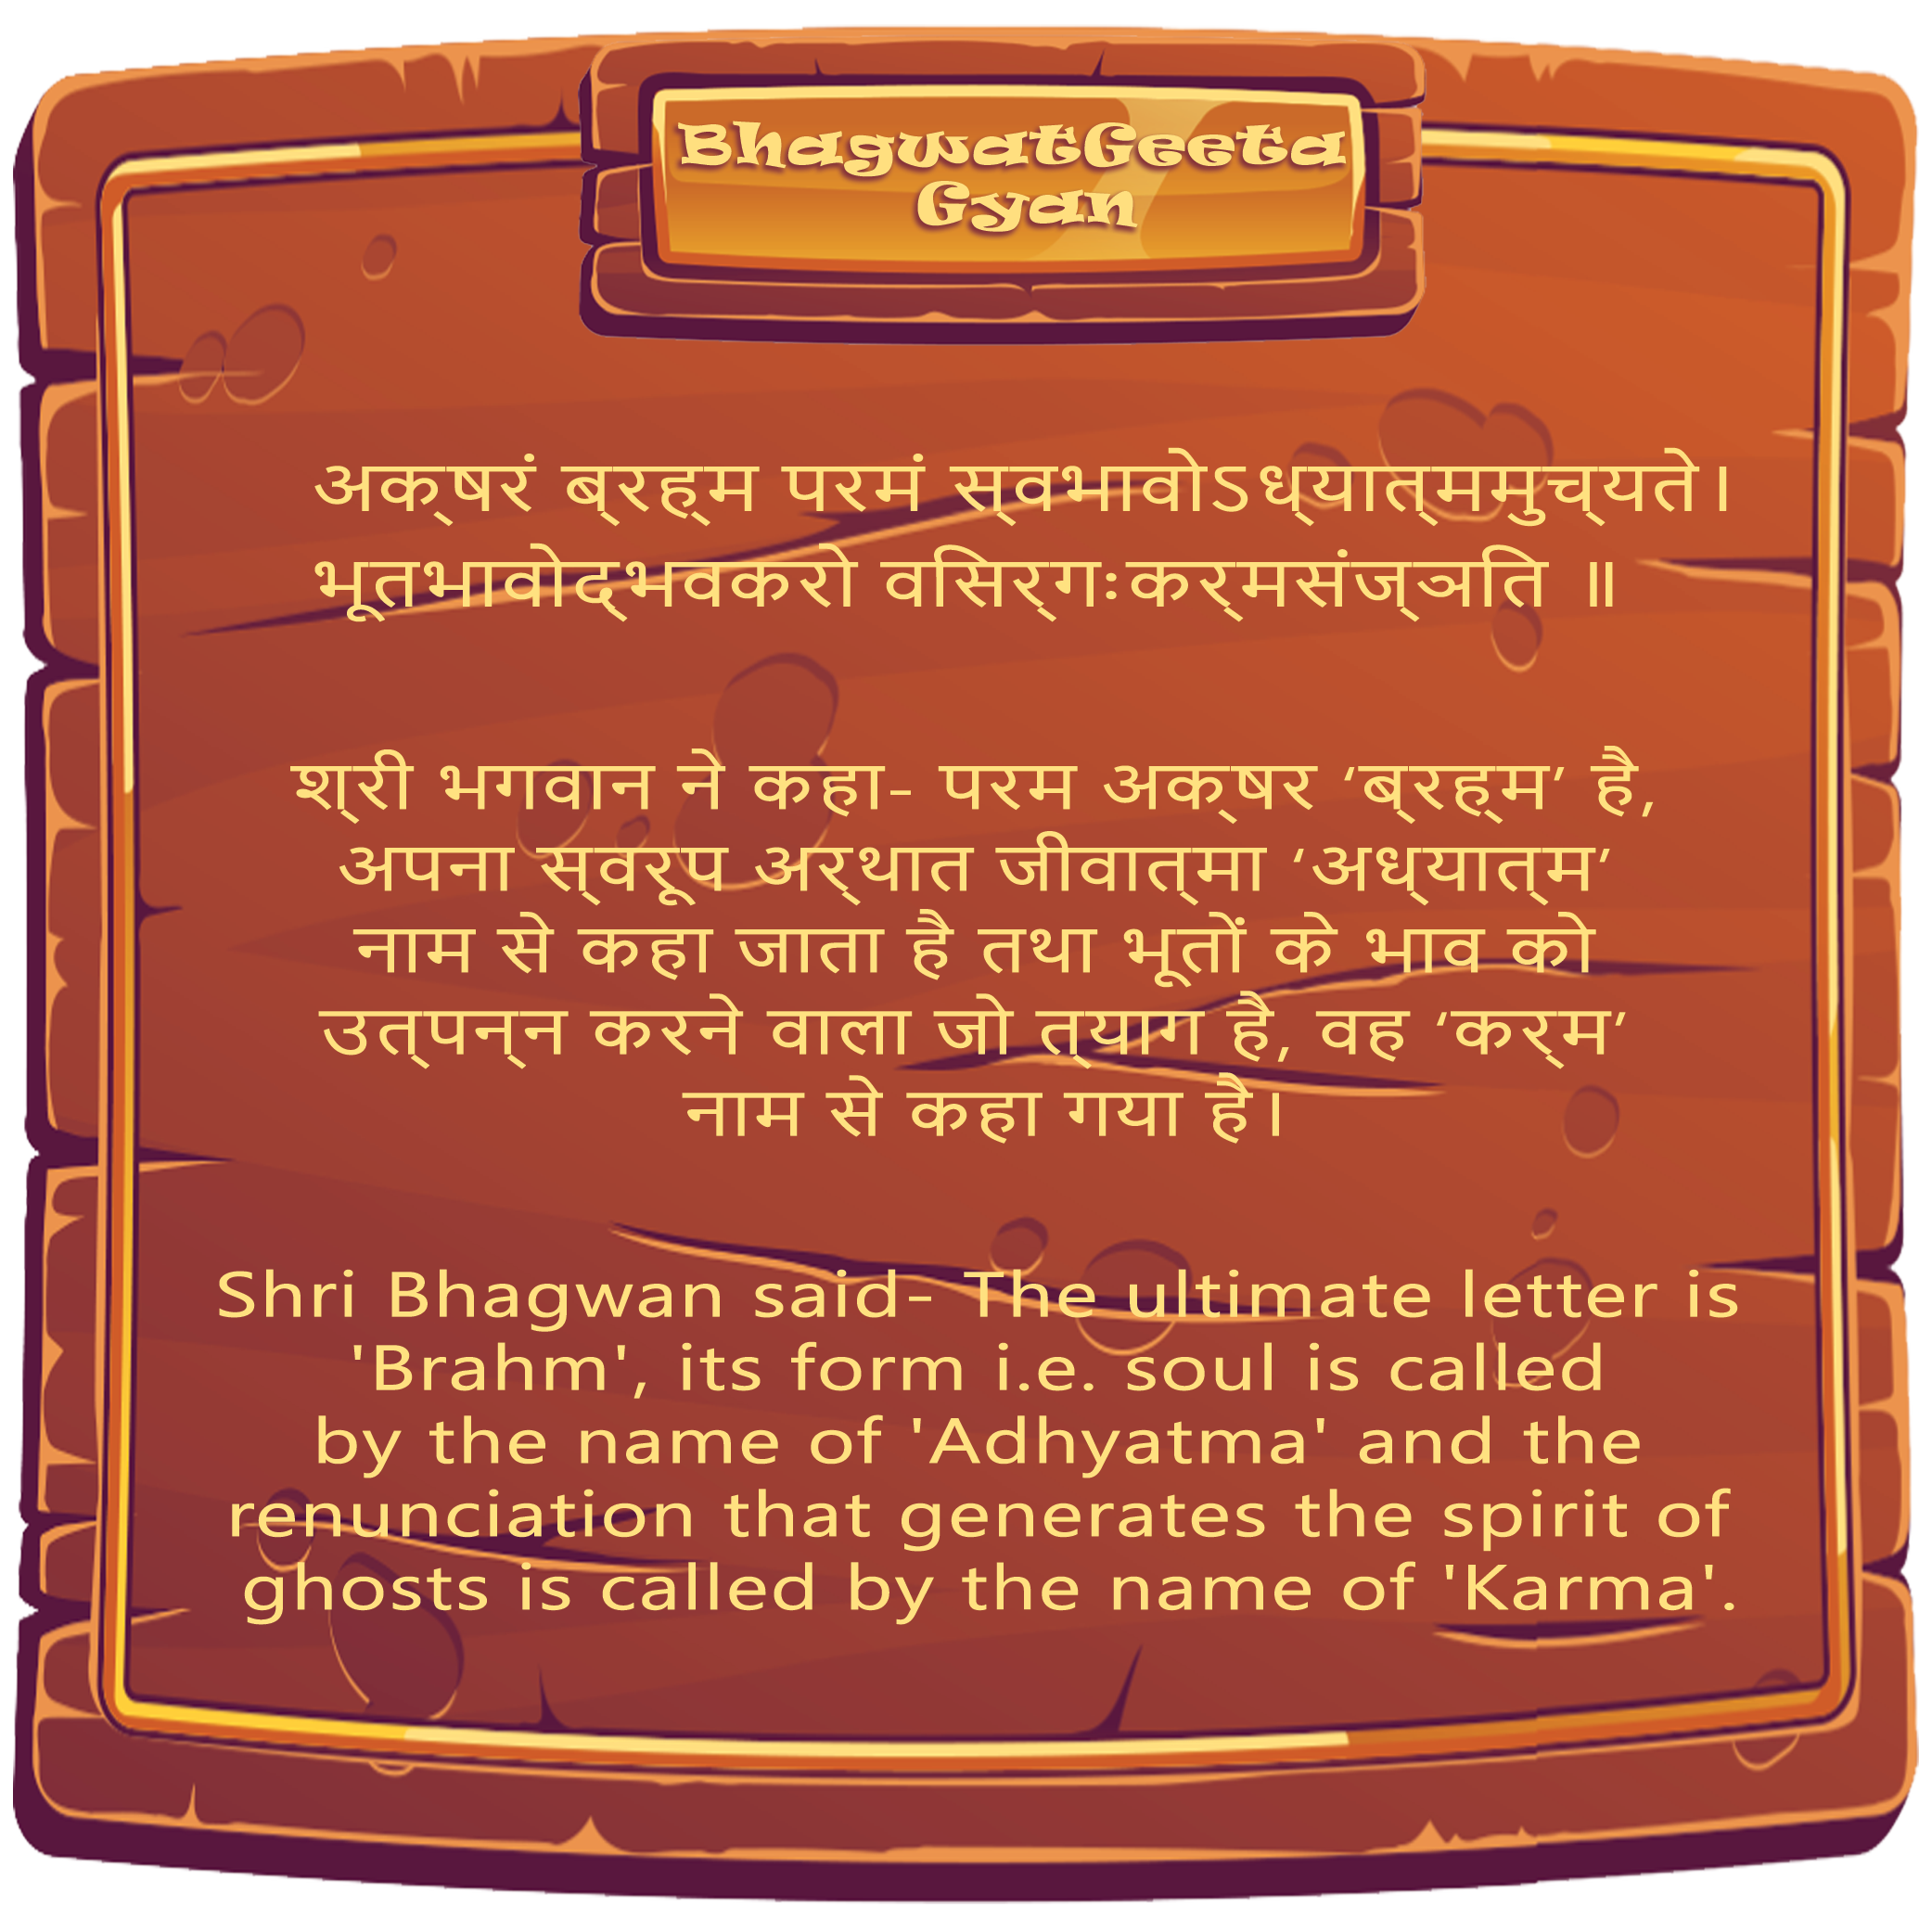 BhagwatGeeta
Gyan
अक्षरं ब्रह्म परमं स्वभावोऽध्यात्ममुच्यते।
भूतभावोद्भवकरो वसिर्गःकर्मसंज्ञति ॥
श्री भगवान ने कहा- परम अक्षर ‘ब्रह्म’ है,
अपना स्वरूप अर्थात जीवात्मा ‘अध्यात्म’
नाम से कहा जाता है तथा भूतों के भाव को
उत्पन्न करने वाला जो त्याग है, वह ‘कर्म’
नाम से कहा गया है।
Shri Bhagwan said- The ultimate letter is
'Brahm', its form i.e. soul is called
by the name of 'Adhyatma' and the
renunciation that generates the spirit of
ghosts is called by the name of 'Karma'.